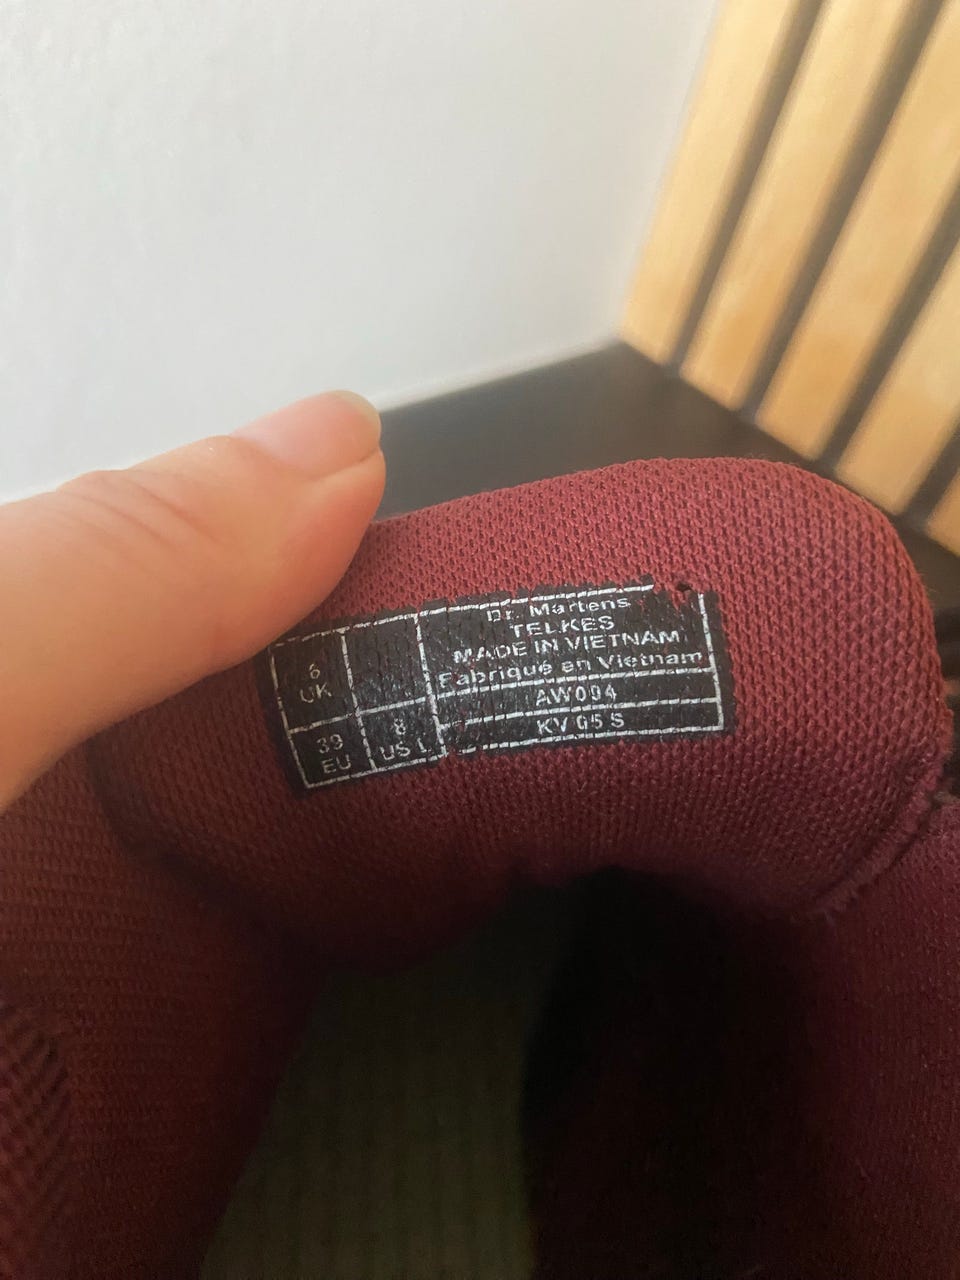 Dr. Martens
TELKES
MADE IN VIETNAM
Fabriqué en Vietnam
AW004
KV 05 S
6
UK
39
EU
8
US L